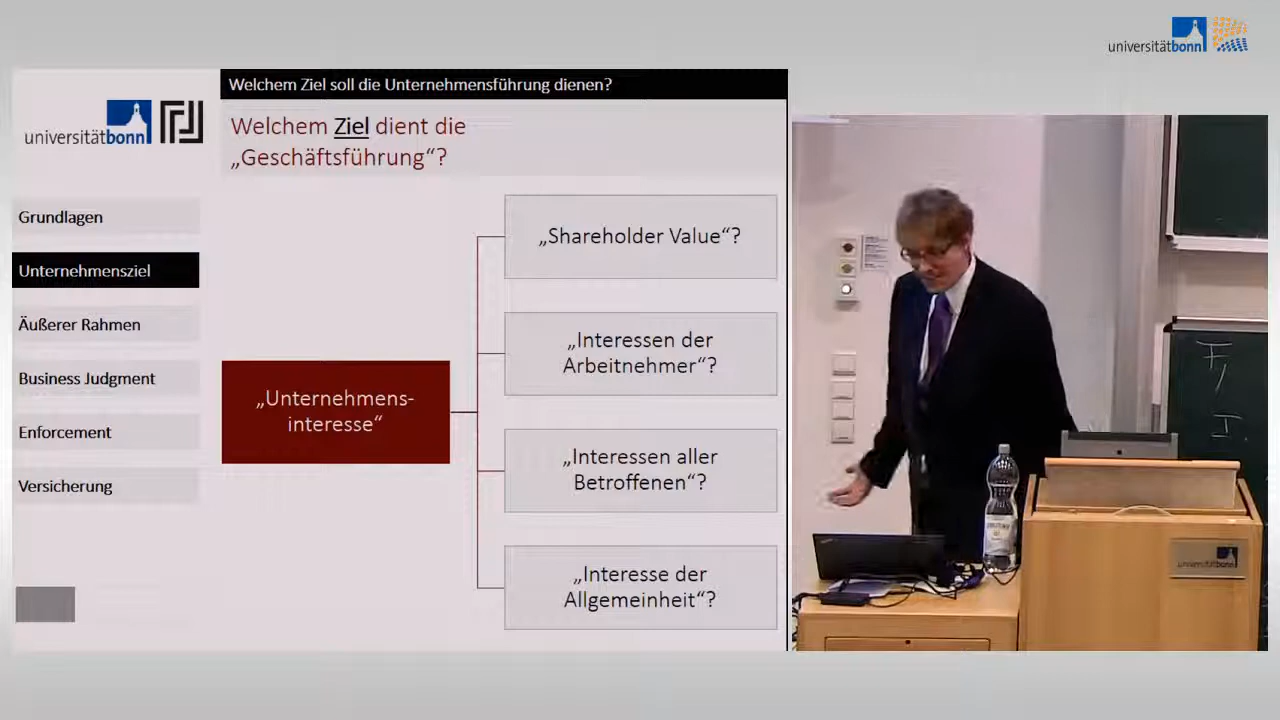 universitätbonn
Welchem Ziel soll die Unternehmensführung dienen?
universitätbonn
Welchem Ziel dient die
„Geschäftsführung“?
Grundlagen
Unternehmensziel
Äußerer Rahmen
Business Judgment
Enforcement
Versicherung
„Unternehmens-
interesse“
„Shareholder Value“?
„Interessen der
Arbeitnehmer“?
„Interessen aller
Betroffenen“?
„Interesse der
Allgemeinheit“?
universitätbonn